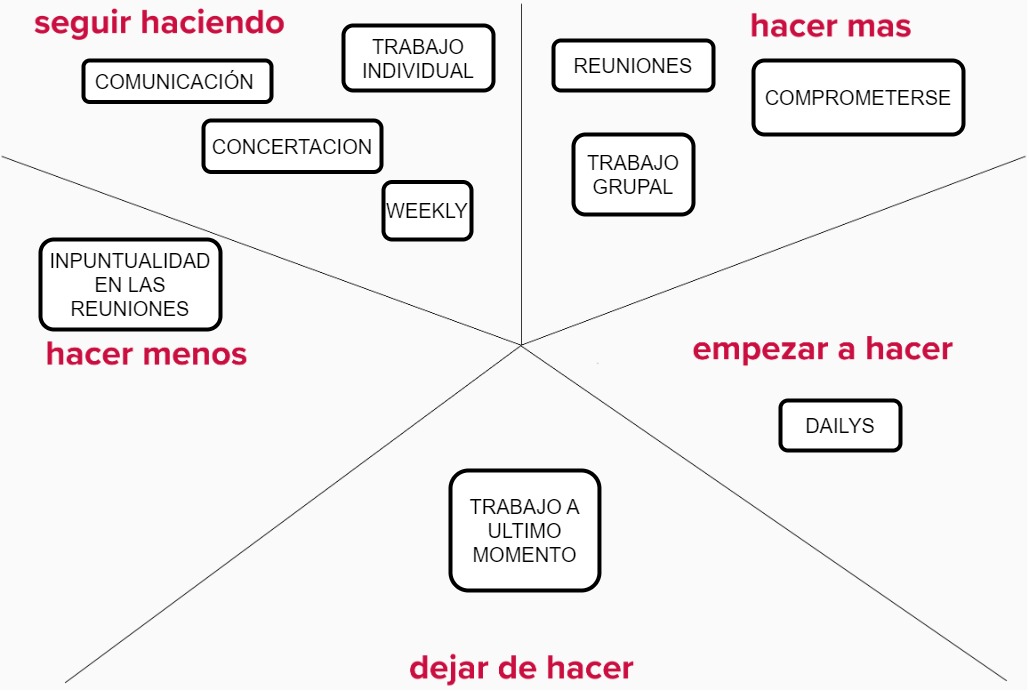 seguir haciendo
COMUNICACIÓN
TRABAJO
INDIVIDUAL
CONCERTACION
WEEKLY
hacer mas
REUNIONES
COMPROMETERSE
TRABAJO
GRUPAL
INPUNTUALIDAD
EN LAS
REUNIONES
hacer menos
empezar a hacer
DAILYS
TRABAJO A
ULTIMO
MOMENTO
dejar de hacer